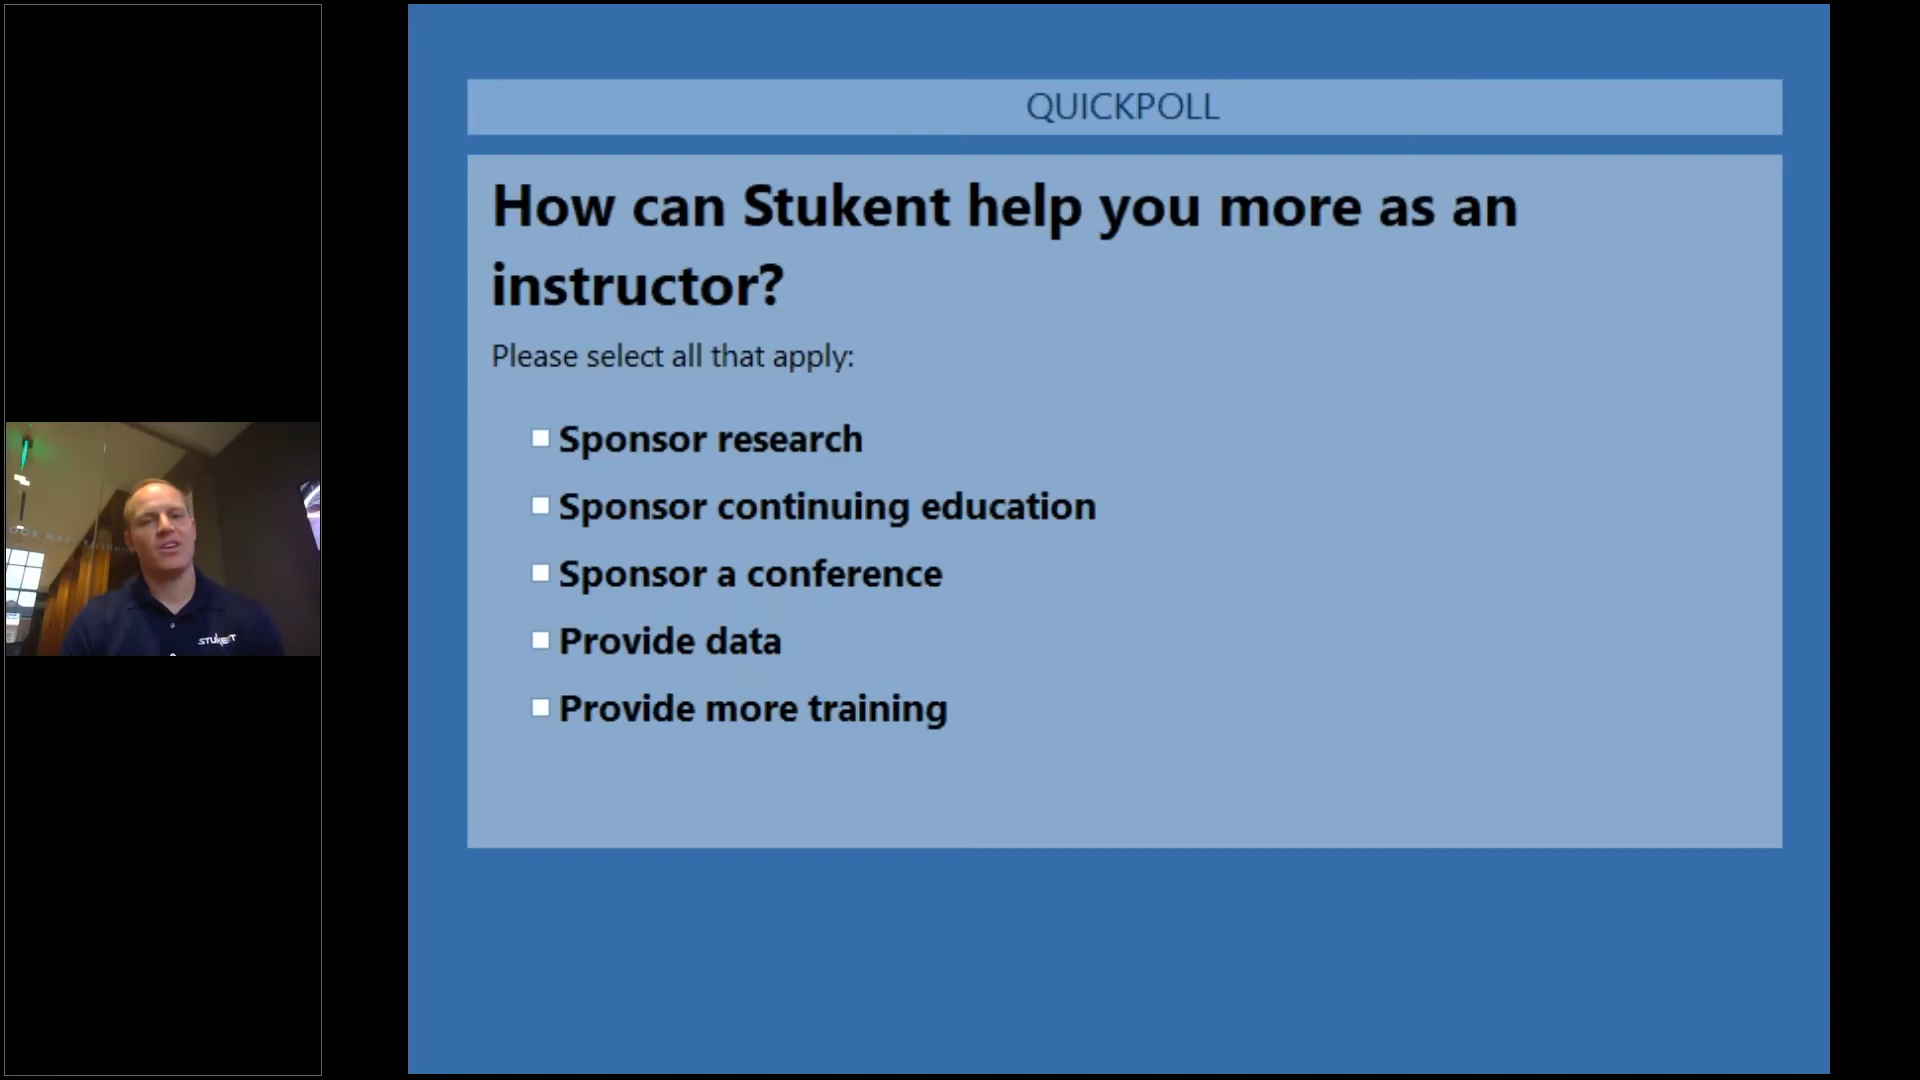 QUICKPOLL
How can Stukent help you more as an
instructor?
Please select all that apply:
Sponsor research
Sponsor continuing education
Sponsor a conference
Provide data
Provide more training
STUKENT